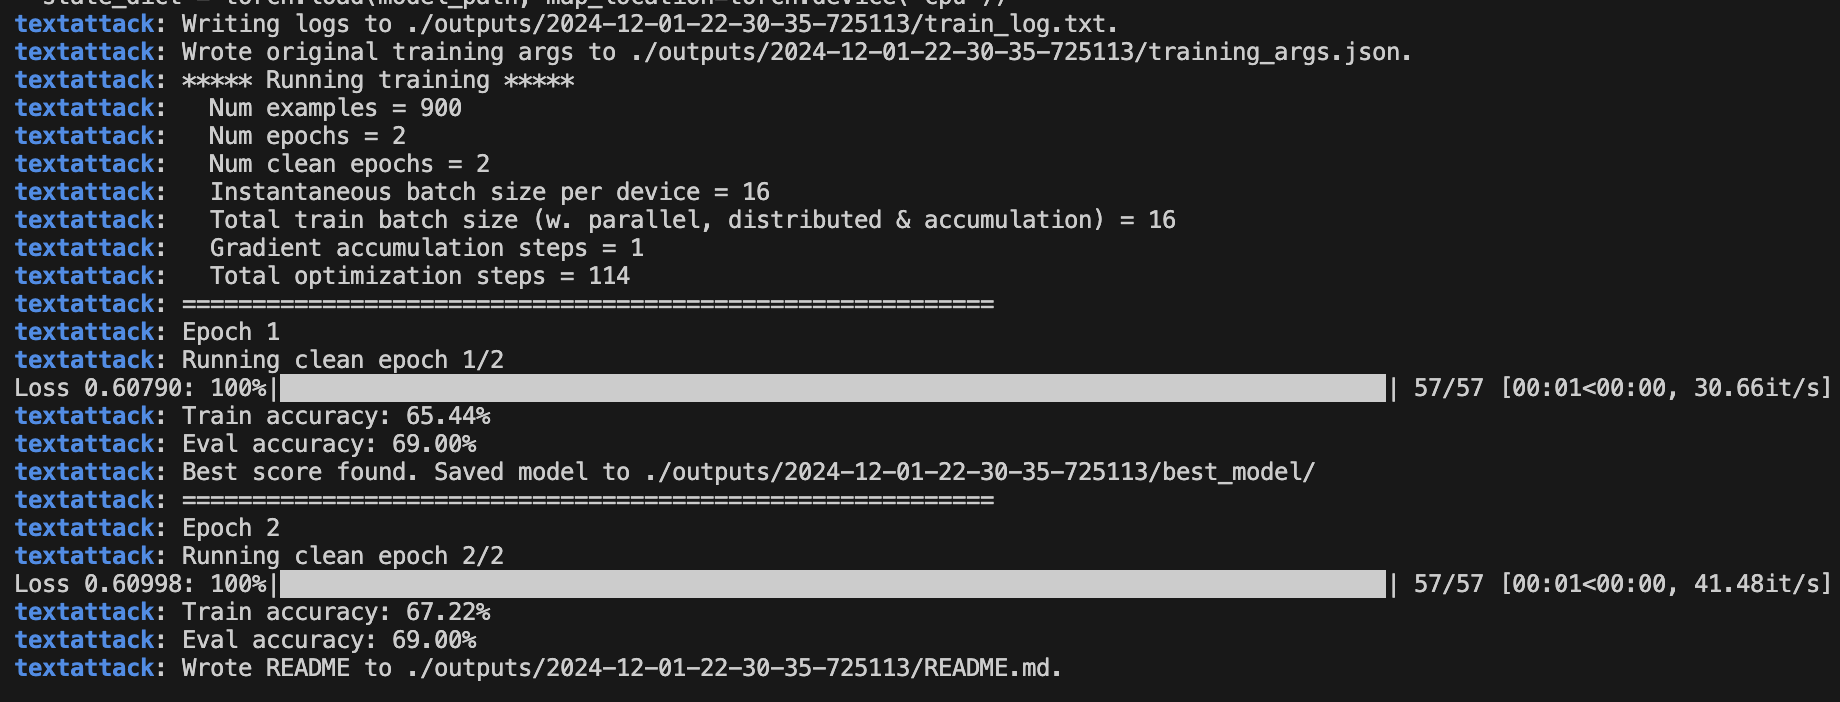 state_dict = torch.load(model_path, map_location=torch.device("cpu"))
textattack: Writing logs to ./outputs/2024-12-01-22-30-35-725113/train_log.txt.
textattack: Wrote original training args to ./outputs/2024-12-01-22-30-35-725113/training_args.json.
textattack: ***** Running training *****
textattack:   Num examples = 900
textattack:   Num epochs = 2
textattack:   Num clean epochs = 2
textattack:   Instantaneous batch size per device = 16
textattack:   Total train batch size (w. parallel, distributed & accumulation) = 16
textattack:   Gradient accumulation steps = 1
textattack:   Total optimization steps = 114
textattack: ==========================================================
textattack: Epoch 1
textattack: Running clean epoch 1/2
Loss 0.60790: 100%|| 57/57 [00:01<00:00, 30.66it/s]
textattack: Train accuracy: 65.44%
textattack: Eval accuracy: 69.00%
textattack: Best score found. Saved model to ./outputs/2024-12-01-22-30-35-725113/best_model/
textattack: ==========================================================
textattack: Epoch 2
textattack: Running clean epoch 2/2
Loss 0.60998: 100%|| 57/57 [00:01<00:00, 41.48it/s]
textattack: Train accuracy: 67.22%
textattack: Eval accuracy: 69.00%
textattack: Wrote README to ./outputs/2024-12-01-22-30-35-725113/README.md.